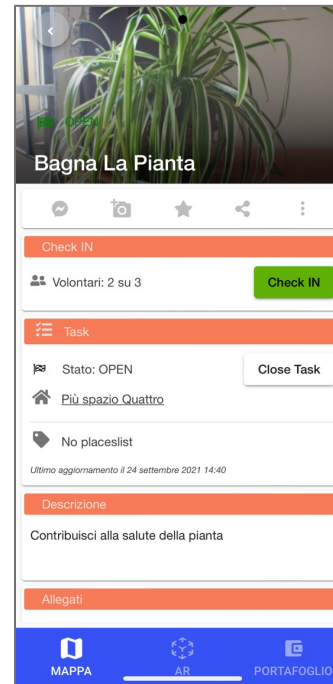 OPEN
Bagna La Pianta
Check IN
Volontari: 2 su 3
Check IN
Task
Stato: OPEN
Close Task
Più spazio Quattro
No placeslist
Ultimo aggiornamento il 24 settembre 2021 14:40
Descrizione
Contribuisci alla salute della pianta
Allegati
MAPPA
AR
PORTAFOGLIO